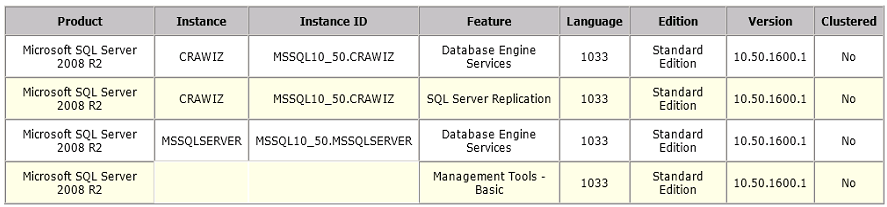 Product Instance Instance ID Feature Language Edition Version Clustered
Microsoft SQL Server 2008 R2 CRAWIZ MSSQL10_50.CRAWIZ Database Engine Services 1033 Standard Edition 10.50.1600.1 No
Microsoft SQL Server 2008 R2 CRAWIZ MSSQL10_50.CRAWIZ SQL Server Replication 1033 Standard Edition 10.50.1600.1 No
Microsoft SQL Server 2008 R2 MSSQLSERVER MSSQL10_50.MSSQLSERVER Database Engine Services 1033 Standard Edition 10.50.1600.1 No
Microsoft SQL Server 2008 R2 Management Tools - Basic 1033 Standard Edition 10.50.1600.1 No